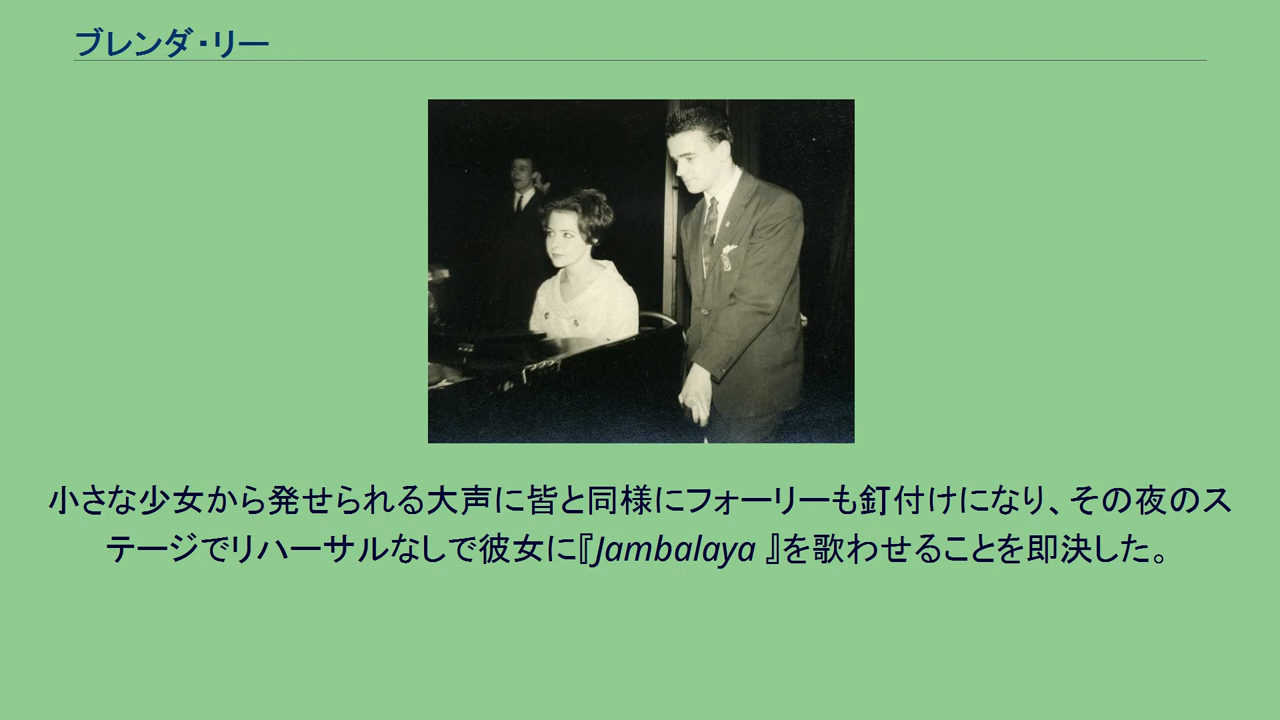 ブレンダ・リー
小さな少女から発せられる大声に皆と同様にフォーリーも釘付けになり、その夜のス
テージでリハーサルなしで彼女に『Jambalaya 』を歌わせることを即決した。